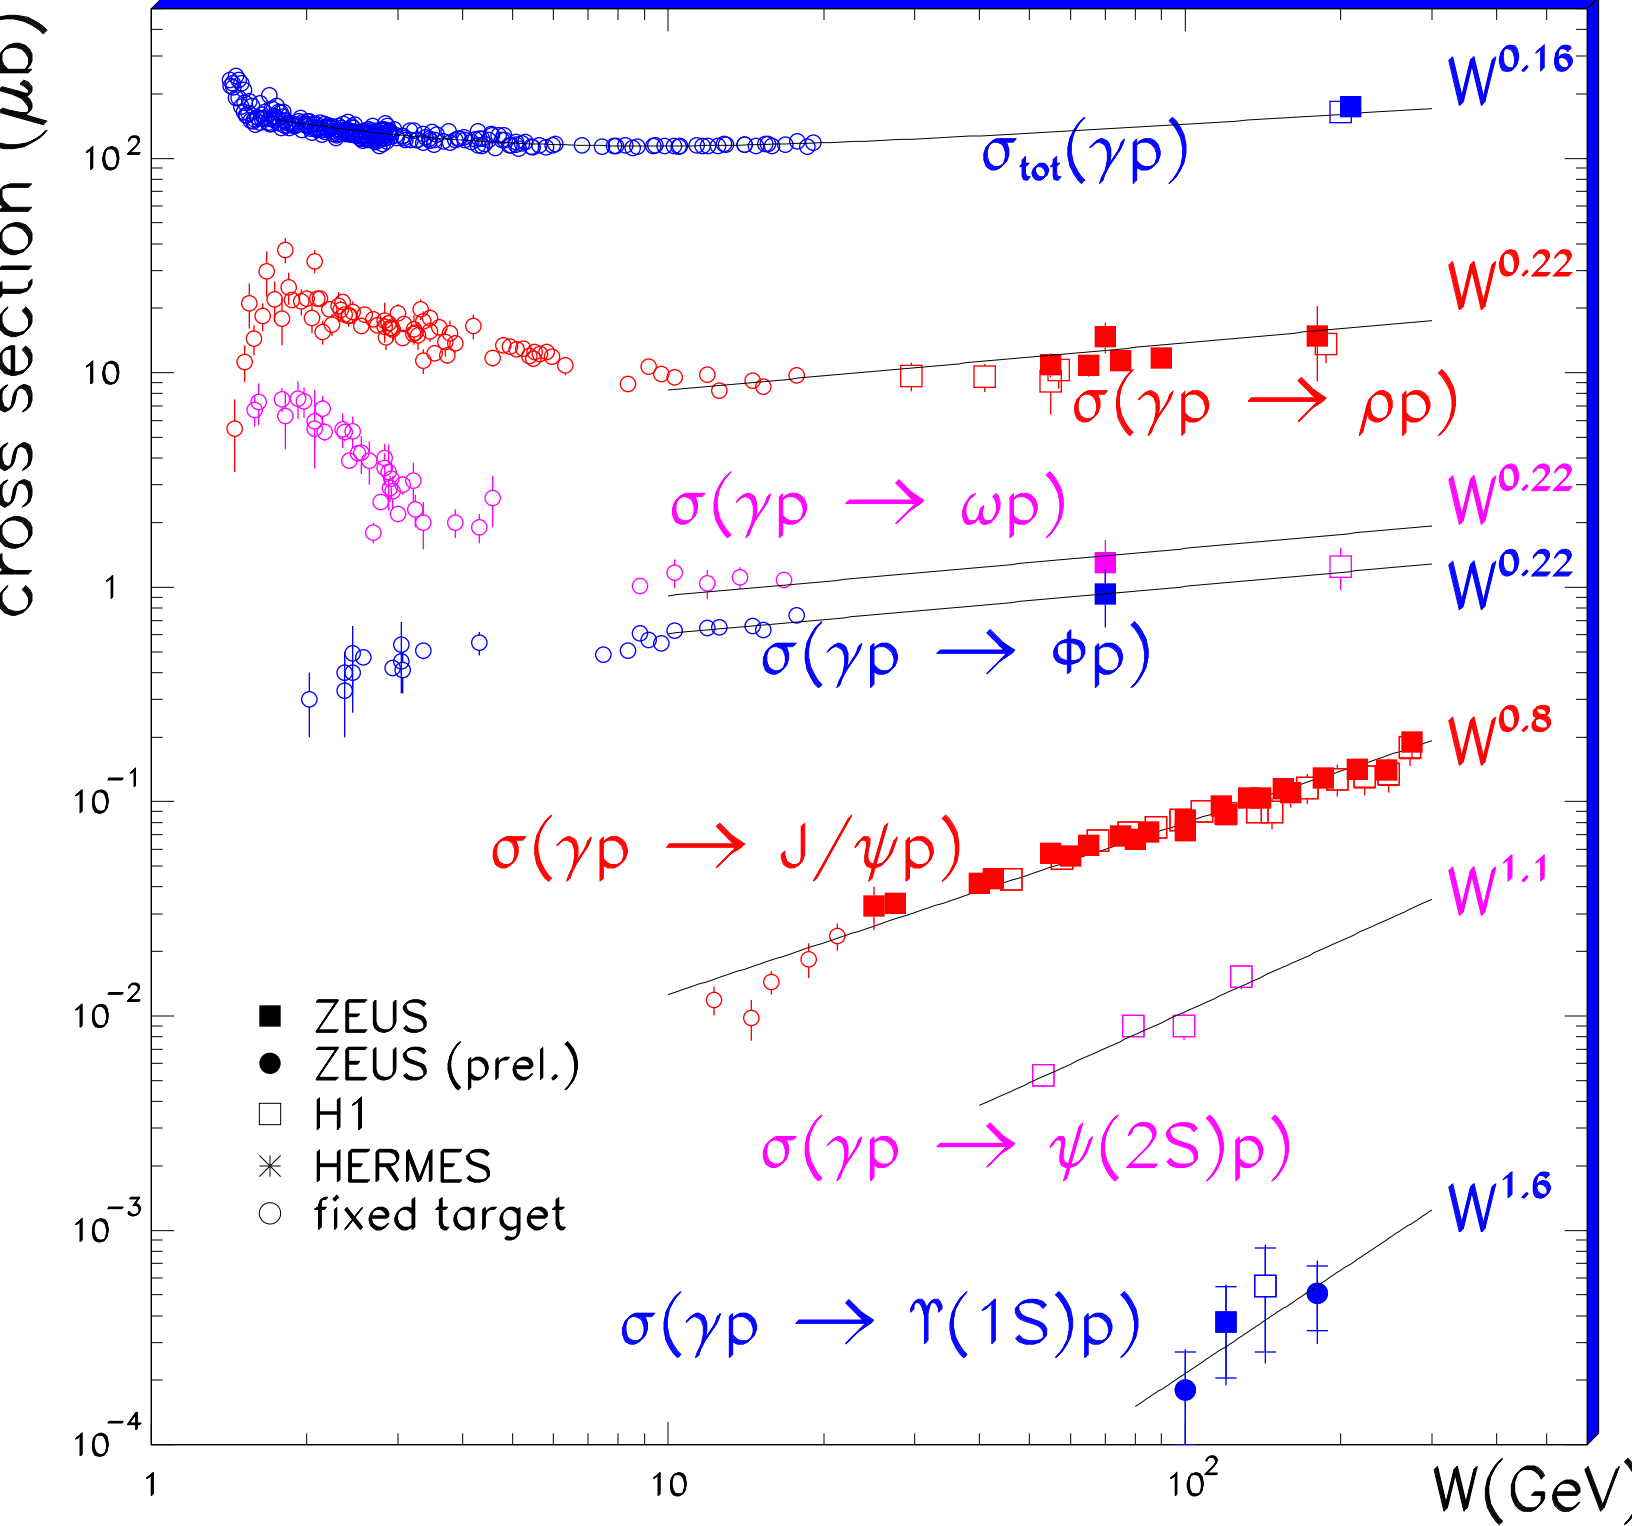 cross section (μb)
W^0.16
10^2
σ_tot(γp)
W^0.22
10
σ(γp → ρp)
W^0.22
σ(γp → ωp)
W^0.22
1
σ(γp → Φp)
W^0.8
10^-1
σ(γp → J/ψp)
W^1.1
10^-2
ZEUS
ZEUS (prel.)
H1
σ(γp → ψ(2S)p)
HERMES
W^1.6
10^-3
fixed target
σ(γp → ϒ(1S)p)
10^-4
1 10 10^2 W(GeV)